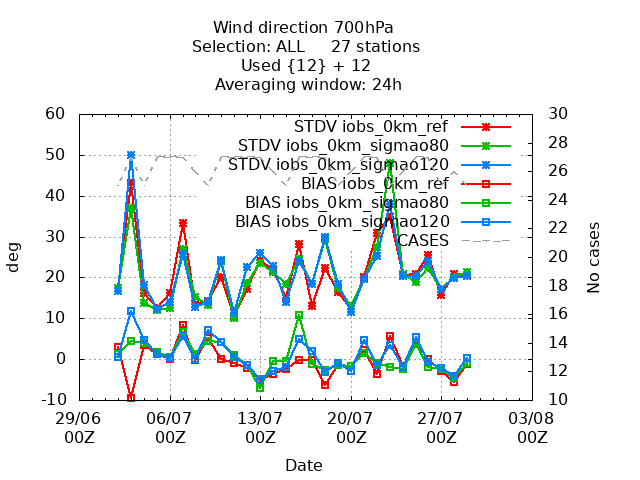 Wind direction 700hPa
Selection: ALL 27 stations
Used {12} + 12
Averaging window: 24h
60 30
STDV iobs_0km_ref
28
50 STDV iobs_0km_sigmao80
26
STDV iobs_0km_sigmao120
40 24
BIAS iobs_0km_ref
BIAS iobs_0km_sigmao80
22
30 BIAS iobs_0km_sigmao120
CASES
20
deg
No cases
20 18
16
10
14
0 12
-10 10
29/06 06/07 13/07 20/07 27/07 03/08
00Z 00Z 00Z 00Z 00Z 00Z
Date